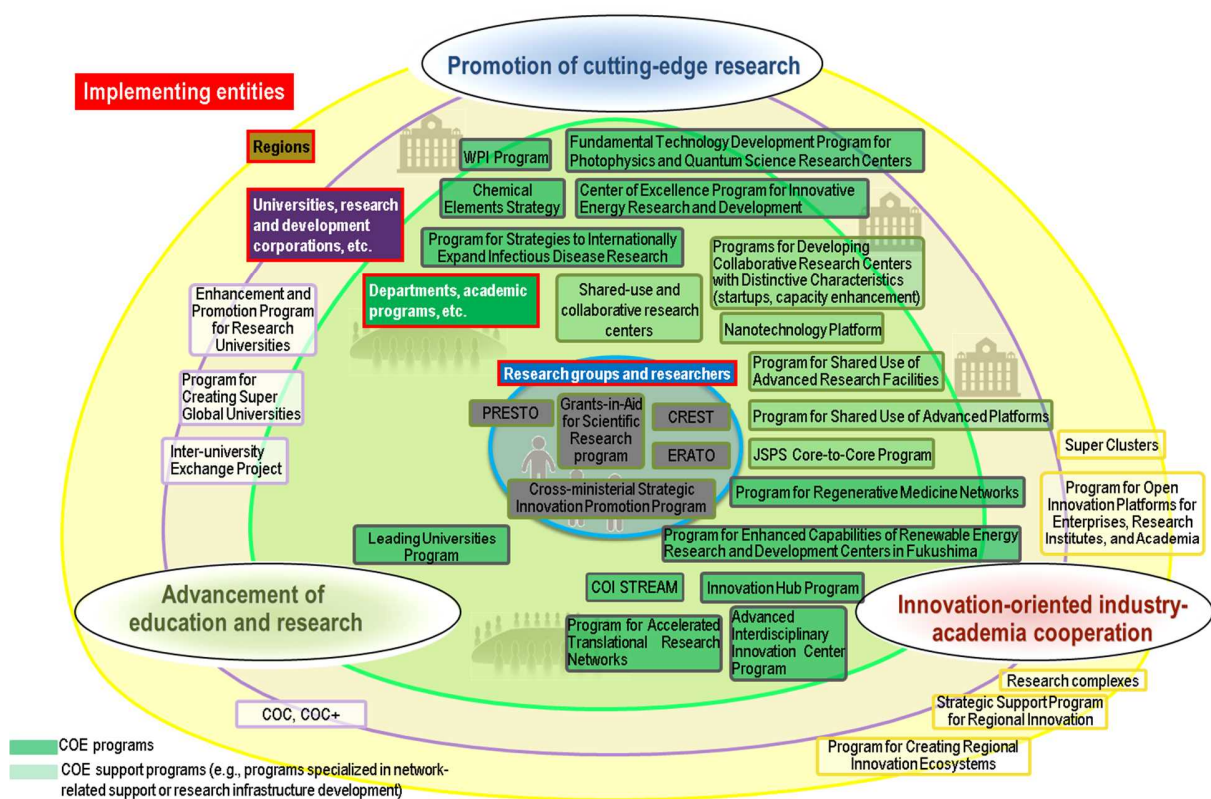 Promotion of cutting-edge research
Implementing entities
Regions
WPI Program
Fundamental Technology Development Program for
Photophysics and Quantum Science Research Centers
Universities, research
and development
corporations, etc.
Chemical
Elements Strategy
Center of Excellence Program for Innovative
Energy Research and Development
Program for Strategies to Internationally
Expand Infectious Disease Research
Programs for Developing
Collaborative Research Centers
with Distinctive Characteristics
(startups, capacity enhancement)
Departments, academic
programs, etc.
Shared-use and
collaborative research
centers
Enhancement and
Promotion Program
for Research
Universities
Nanotechnology Platform
Research groups and researchers
Program for Shared Use of
Advanced Research Facilities
Program for
Creating Super
Global Universities
PRESTO
Grants-in-Aid
for Scientific
Research
program
CREST
Program for Shared Use of Advanced Platforms
Inter-university
Exchange Project
ERATO
JSPS Core-to-Core Program
Super Clusters
Cross-ministerial Strategic
Innovation Promotion Program
Program for Regenerative Medicine Networks
Program for Open
Innovation Platforms for
Enterprises, Research
Institutes, and Academia
Leading Universities
Program
Program for Enhanced Capabilities of Renewable Energy
Research and Development Centers in Fukushima
Advancement of
education and research
COI STREAM
Innovation Hub Program
Innovation-oriented industry-
academia cooperation
Program for Accelerated
Translational Research
Networks
Advanced
Interdisciplinary
Innovation Center
Program
Research complexes
Strategic Support Program
for Regional Innovation
COC, COC+
Program for Creating Regional
Innovation Ecosystems
COE programs
COE support programs (e.g., programs specialized in network-
related support or research infrastructure development)